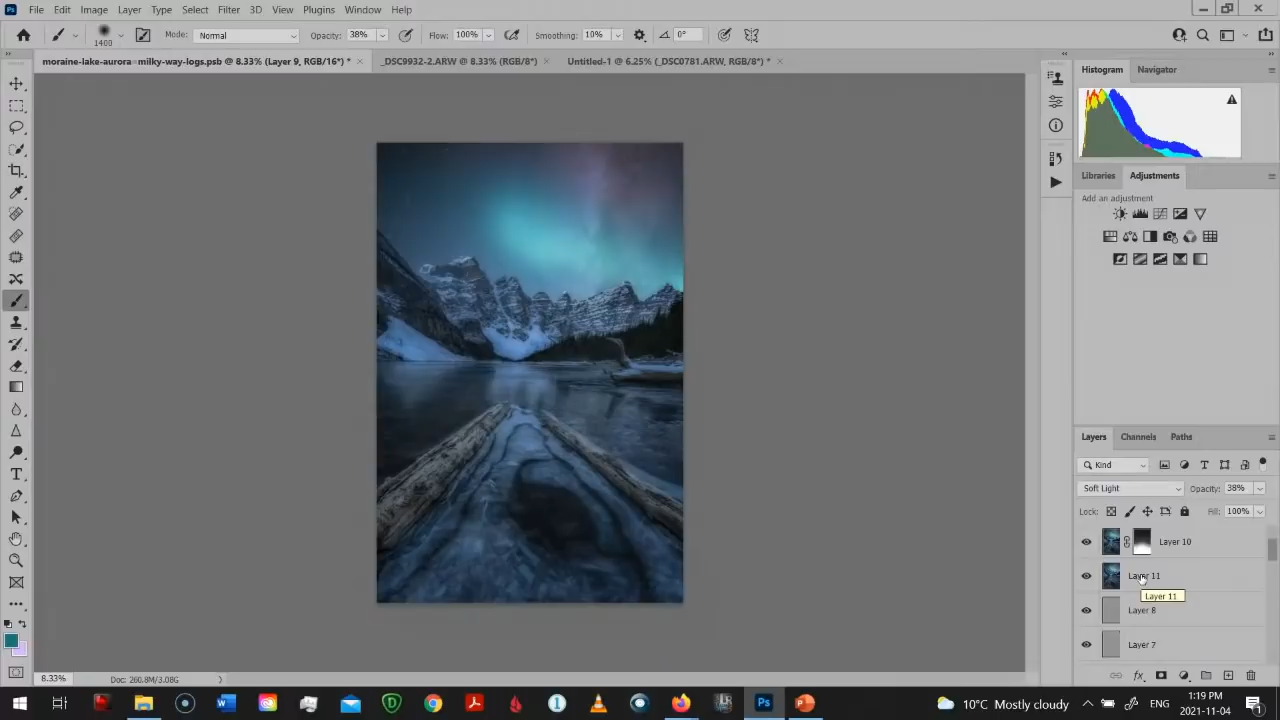 Ps File Edit Image Layer Type Select Filter 3D View Plugins Window Help
1400 Mode: Normal Opacity: 38% Flow: 100% Smoothing: 10% 0°
moraine-lake-aurora-milky-way-logs.psb @ 8.33% (Layer 9, RGB/16*) * × _DSC9932-2.ARW @ 8.33% (RGB/8*) × Untitled-1 @ 6.25% (_DSC0781.ARW, RGB/8*) * ×
Histogram Navigator
Libraries Adjustments
Add an adjustment
Layers Channels Paths
Kind
Soft Light Opacity: 38%
Lock: Fill: 100%
Layer 10
Layer 11
Layer 11
Layer 8
Layer 7
fx
8.33% Doc: 260.8M/3.08G
10°C Mostly cloudy ENG 1:19 PM
2021-11-04